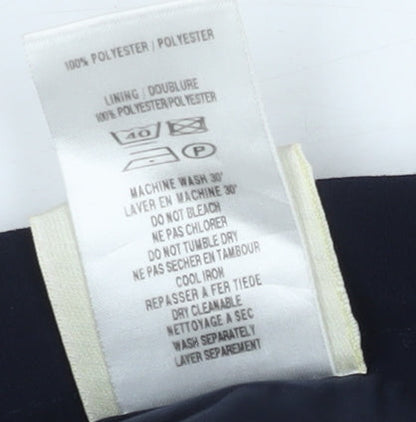 100% POLYESTER / POLYESTER
LINING / DOUBLURE
100% POLYESTER/POLYESTER
40
P
MACHINE WASH 30°
LAVER EN MACHINE 30°
DO NOT BLEACH
NE PAS CHLORER
DO NOT TUMBLE DRY
NE PAS SECHER EN TAMBOUR
COOL IRON
REPASSER A FER TIEDE
DRY CLEANABLE
NETTOYAGE A SEC
WASH SEPARATELY
LAVER SEPAREMENT